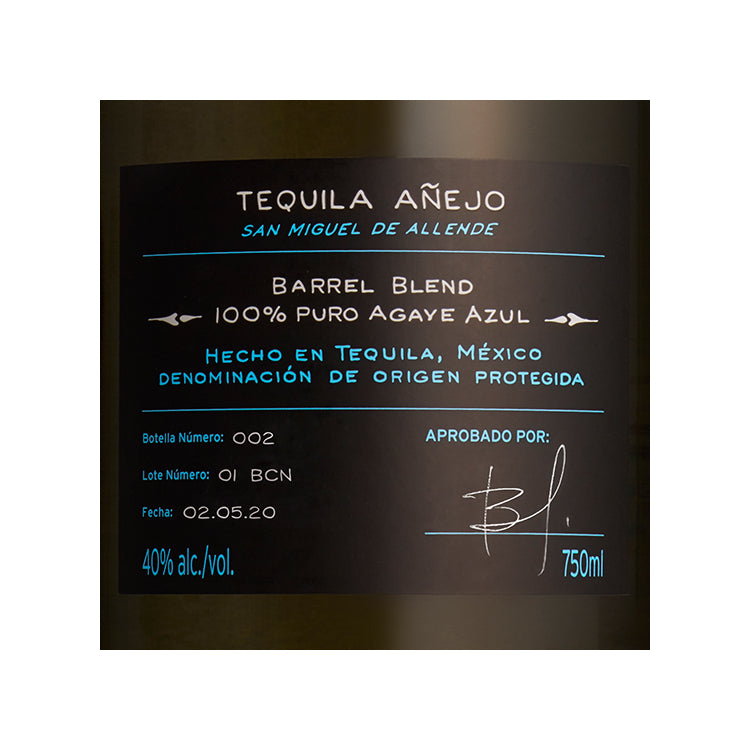 TEQUILA AÑEJO
SAN MIGUEL DE ALLENDE
BARREL BLEND
100% PURO AGAYE AZUL
HECHO EN TEQUILA, MÉXICO
DENOMINACIÓN DE ORIGEN PROTEGIDA
Botella Número: 002
APROBADO POR:
Lote Número: 01 BCN
Fecha: 02.05.20
40% alc./vol.
750ml